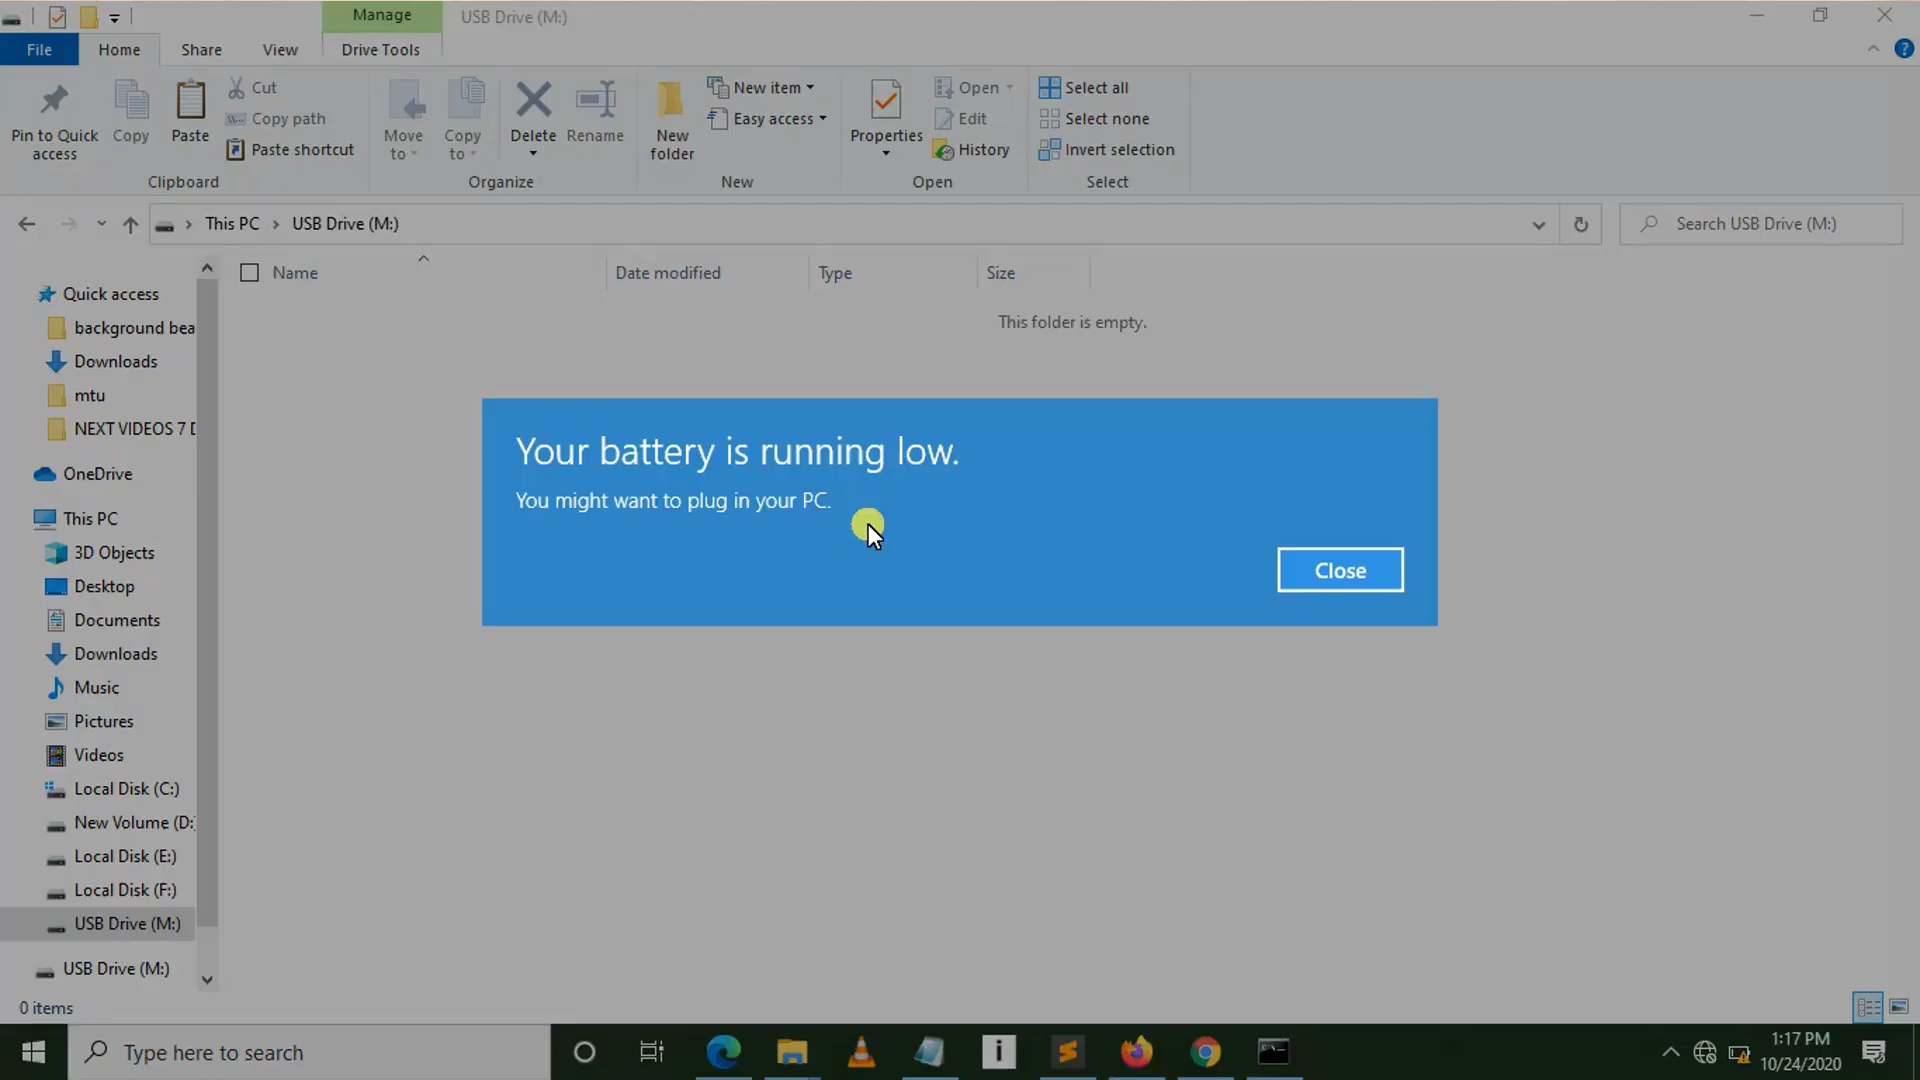 Manage
USB Drive (M:)
File
Home
Share
View
Drive Tools
Pin to Quick
access
Copy
Paste
Cut
Copy path
Paste shortcut
Clipboard
Move
to
Copy
to
Delete
Rename
Organize
New
folder
New item
Easy access
New
Properties
Open
Edit
History
Open
Select all
Select none
Invert selection
Select
This PC
USB Drive (M:)
Search USB Drive (M:)
Name
Date modified
Type
Size
This folder is empty.
Quick access
background bea
Downloads
mtu
NEXT VIDEOS 7 D
OneDrive
This PC
3D Objects
Desktop
Documents
Downloads
Music
Pictures
Videos
Local Disk (C:)
New Volume (D:)
Local Disk (E:)
Local Disk (F:)
USB Drive (M:)
USB Drive (M:)
Your battery is running low.
You might want to plug in your PC.
Close
0 items
Type here to search
1:17 PM
10/24/2020